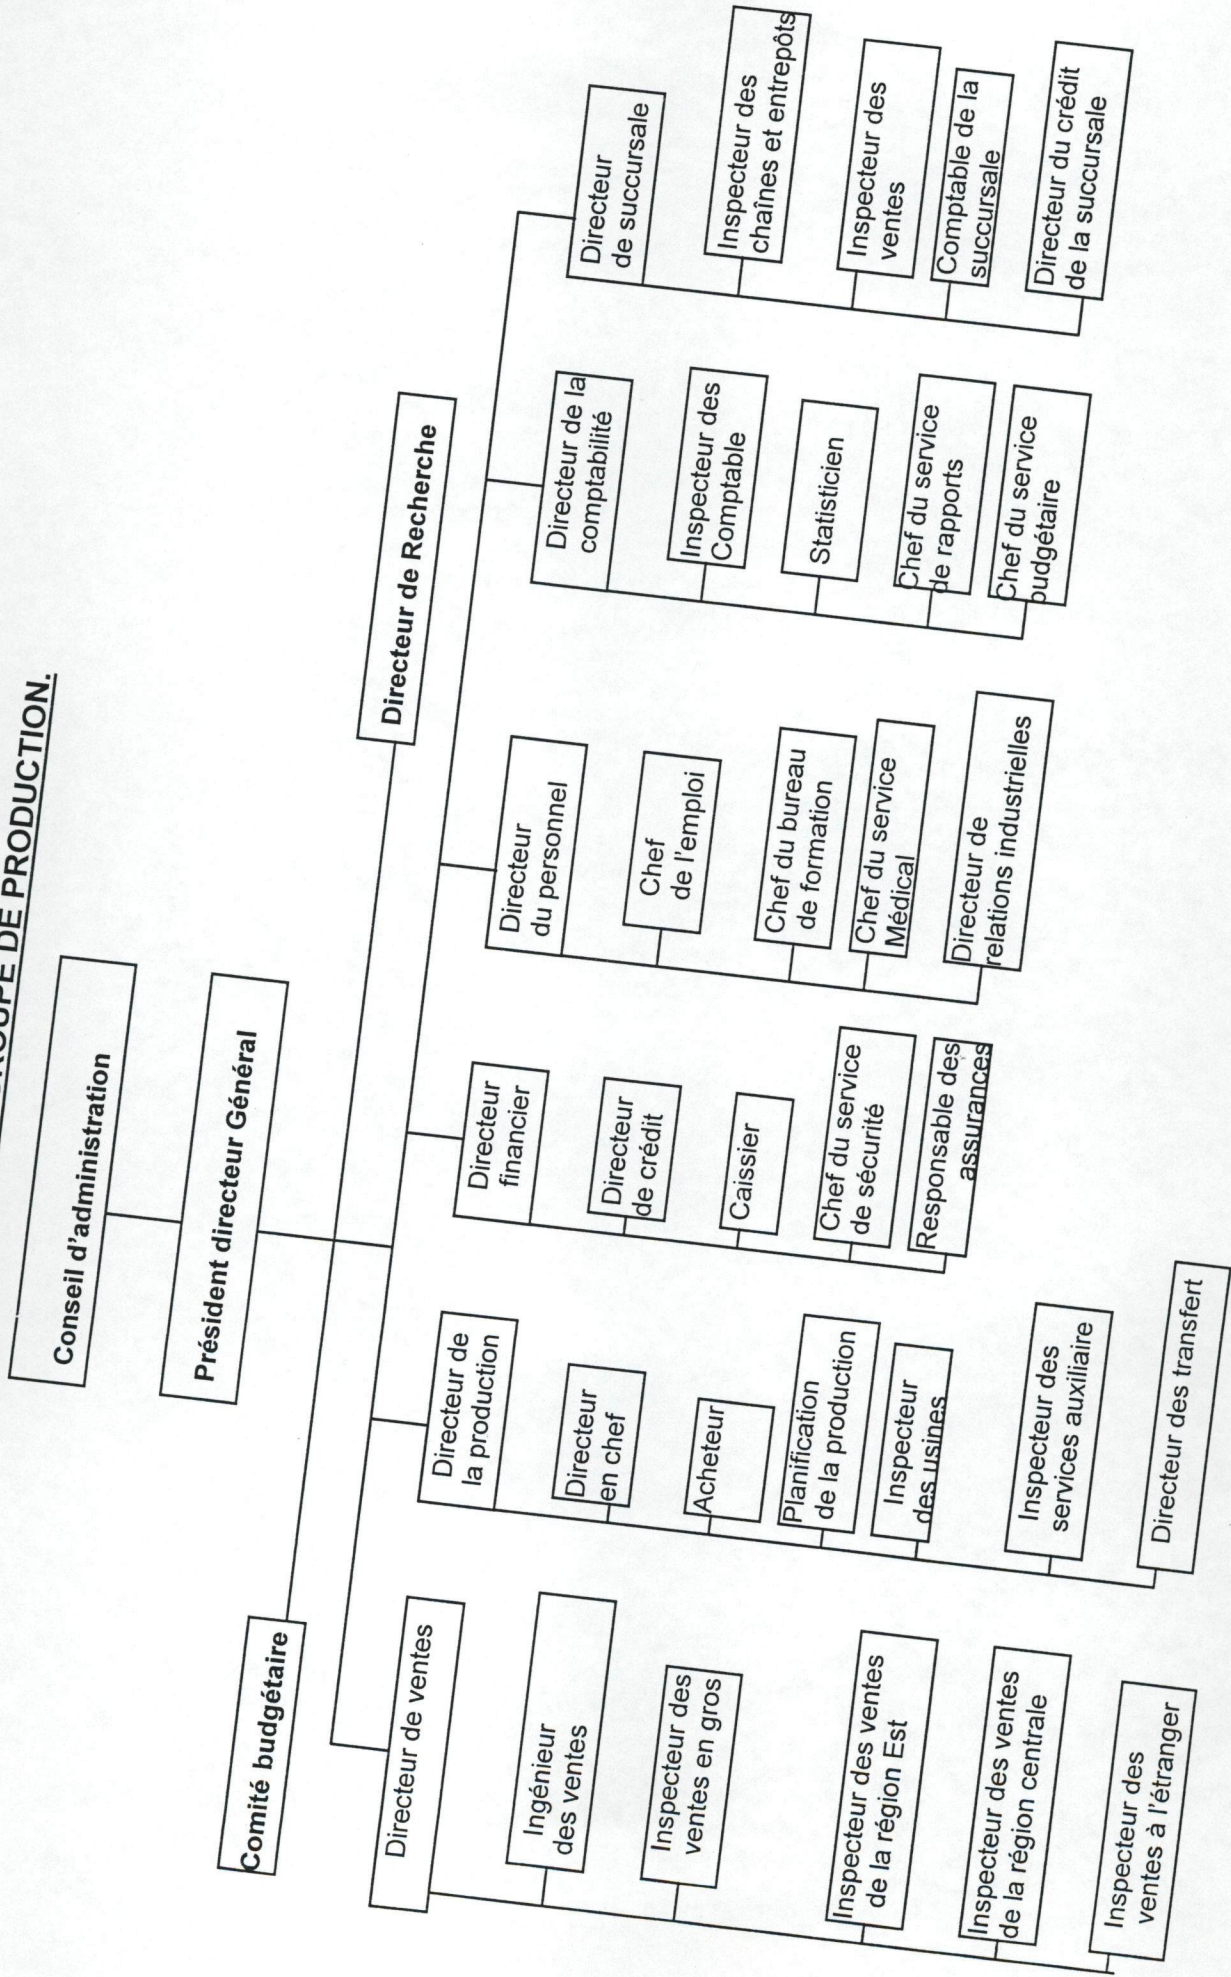 GROUPE DE PRODUCTION.
Conseil d'administration
Président directeur Général
Comité budgétaire
Directeur de Recherche
Directeur de ventes
Ingénieur
des ventes
Inspecteur des
ventes en gros
Inspecteur des ventes
de la région Est
Inspecteur des ventes
de la région centrale
Inspecteur des
ventes à l'étranger
Directeur de
la production
Directeur
en chef
Acheteur
Planification
de la production
Inspecteur
des usines
Inspecteur des
services auxiliaire
Directeur des transfert
Directeur
financier
Directeur
de crédit
Caissier
Chef du service
de sécurité
Responsable des
assurances
Directeur
du personnel
Chef
de l'emploi
Chef du bureau
de formation
Chef du service
Médical
Directeur de
relations industrielles
Directeur de la
comptabilité
Inspecteur des
Comptable
Statisticien
Chef du service
de rapports
Chef du service
budgétaire
Directeur
de succursale
Inspecteur des
chaînes et entrepôts
Inspecteur des
ventes
Comptable de la
succursale
Directeur du crédit
de la succursale